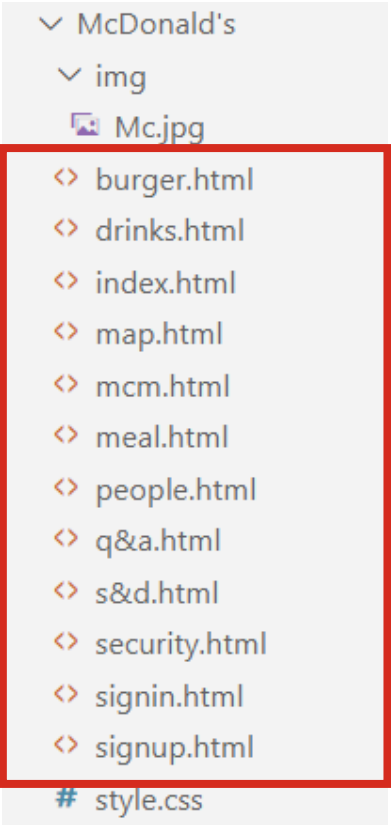 McDonald's
img
Mc.jpg
<> burger.html
<> drinks.html
<> index.html
<> map.html
<> mcm.html
<> meal.html
<> people.html
<> q&a.html
<> s&d.html
<> security.html
<> signin.html
<> signup.html
# style.css